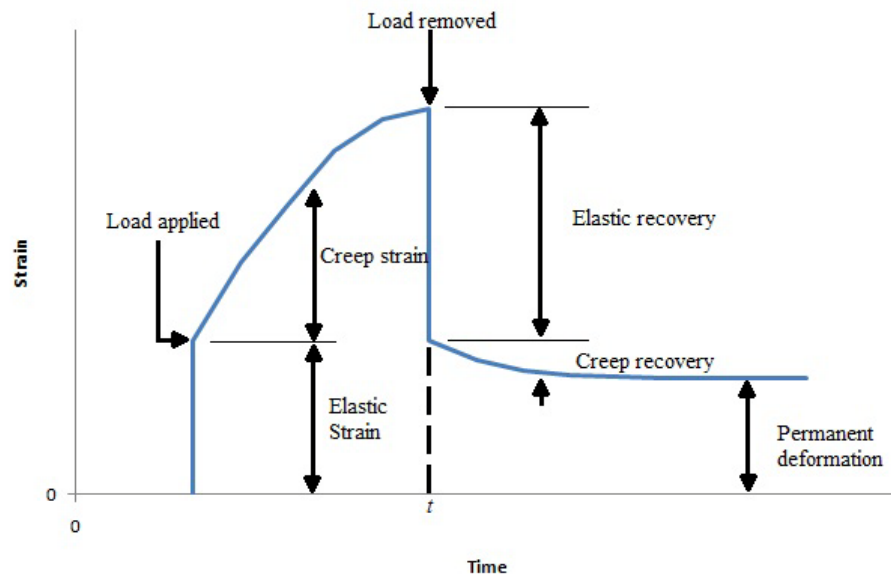 Load removed
Load applied
Strain
Creep strain
Elastic recovery
Creep recovery
Elastic
Strain
Permanent
deformation
0
0
t
Time